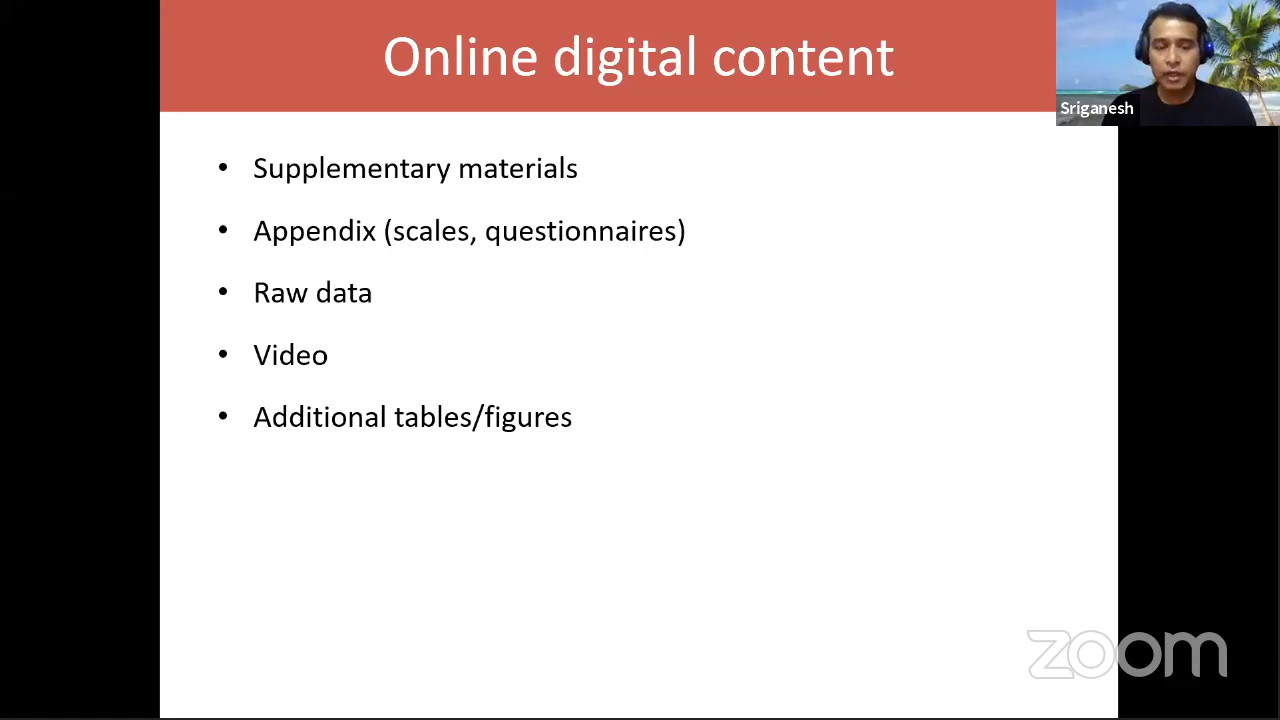 Online digital content
Sriganesh
• Supplementary materials
• Appendix (scales, questionnaires)
• Raw data
• Video
• Additional tables/figures
zoom